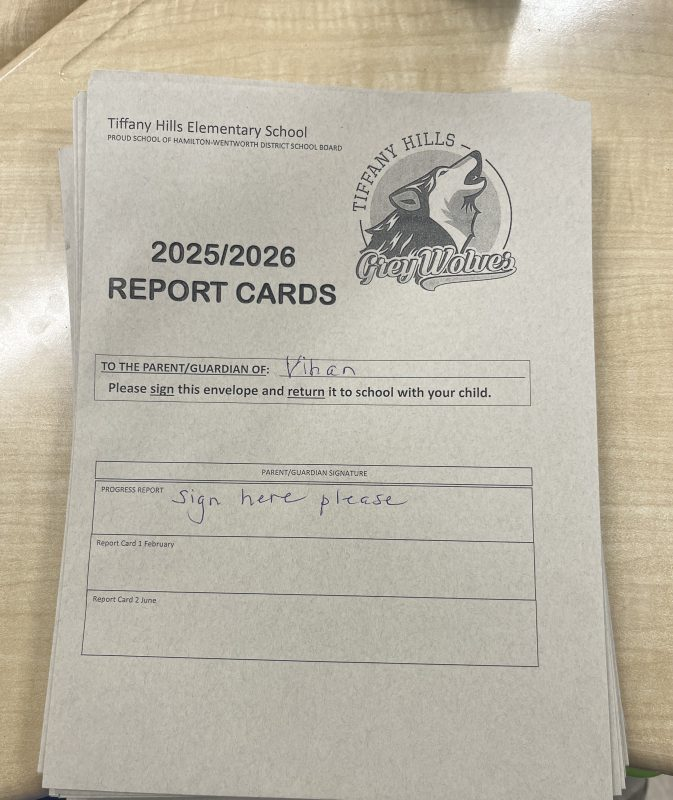 Tiffany Hills Elementary School
PROUD SCHOOL OF HAMILTON-WENTWORTH DISTRICT SCHOOL BOARD
TIFFANY HILLS
Grey Wolves
2025/2026
REPORT CARDS
TO THE PARENT/GUARDIAN OF: Vihan
Please sign this envelope and return it to school with your child.
PARENT/GUARDIAN SIGNATURE
PROGRESS REPORT sign here please
Report Card 1 February
Report Card 2 June